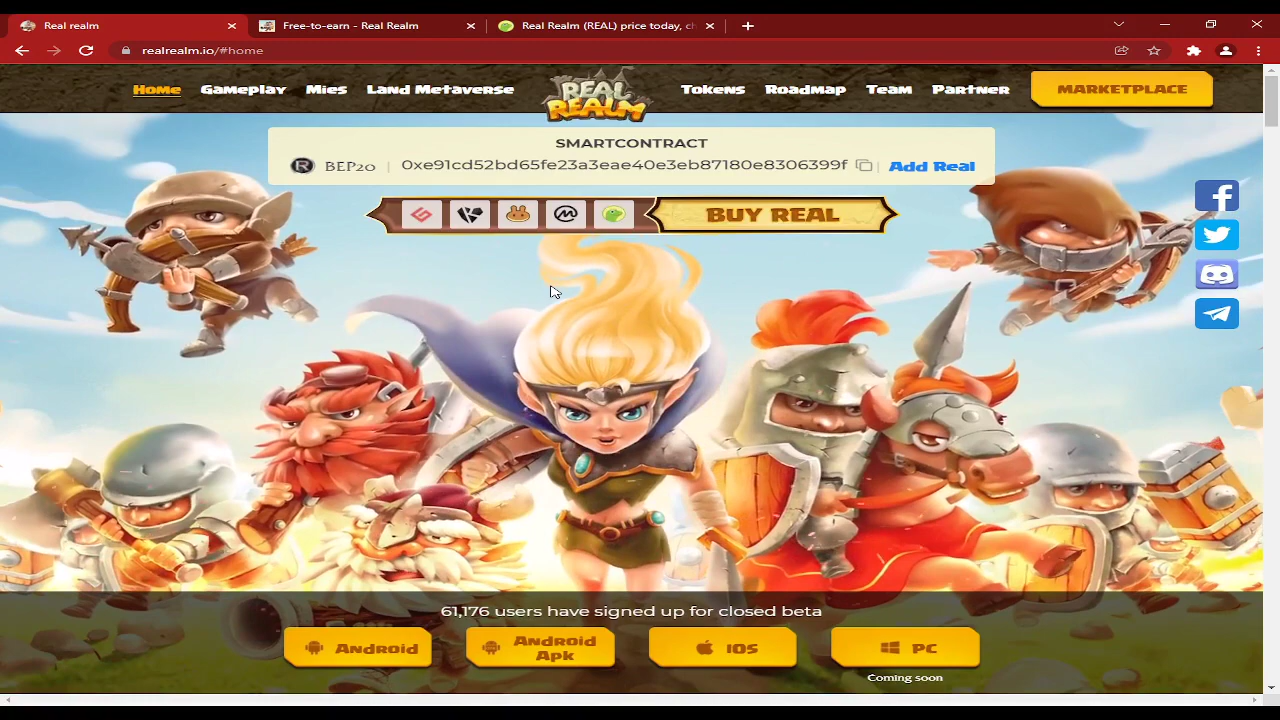 Real realm
Free-to-earn - Real Realm
Real Realm (REAL) price today, ch
realrealm.io/#home
Home
Gameplay
Mies
Land Metaverse
REAL
REALM
Tokens
Roadmap
Team
Partner
MARKETPLACE
SMARTCONTRACT
BEP20 | 0xe91cd52bd65fe23a3eae40e3eb87180e8306399f | Add Real
BUY REAL
61,176 users have signed up for closed beta
Android
Android
Apk
IOS
PC
Coming soon